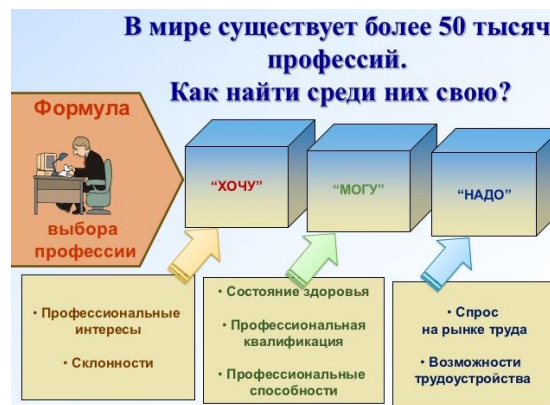 В мире существует более 50 тысяч
профессий.
Как найти среди них свою?
Формула
выбора
профессии
“ХОЧУ”
“МОГУ”
“НАДО”
• Профессиональные
интересы
• Склонности
• Состояние здоровья
• Профессиональная
квалификация
• Профессиональные
способности
• Спрос
на рынке труда
• Возможности
трудоустройства